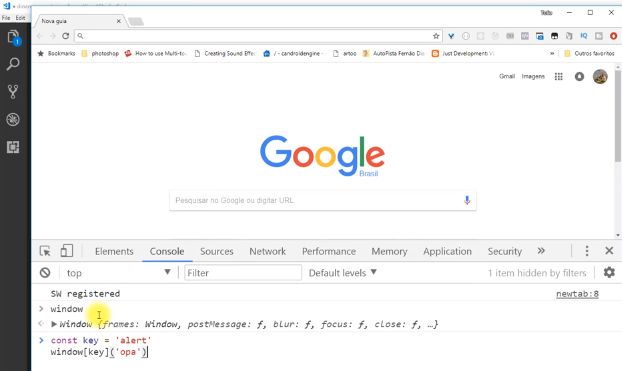 File Edit
Nova guia
Bookmarks photoshop How to use Multi-to Creating Sound Effe / - candroidengine - artoo AutoPista Fernão Dia Just Development: V » Outros favoritos
Gmail Imagens
Google
Brasil
Pesquisar no Google ou digitar URL
Elements Console Sources Network Performance Memory Application Security »
top Filter Default levels 1 item hidden by filters
SW registered newtab:8
window
Window {frames: Window, postMessage: ƒ, blur: ƒ, focus: ƒ, close: ƒ, …}
const key = 'alert'
window[key]('opa')